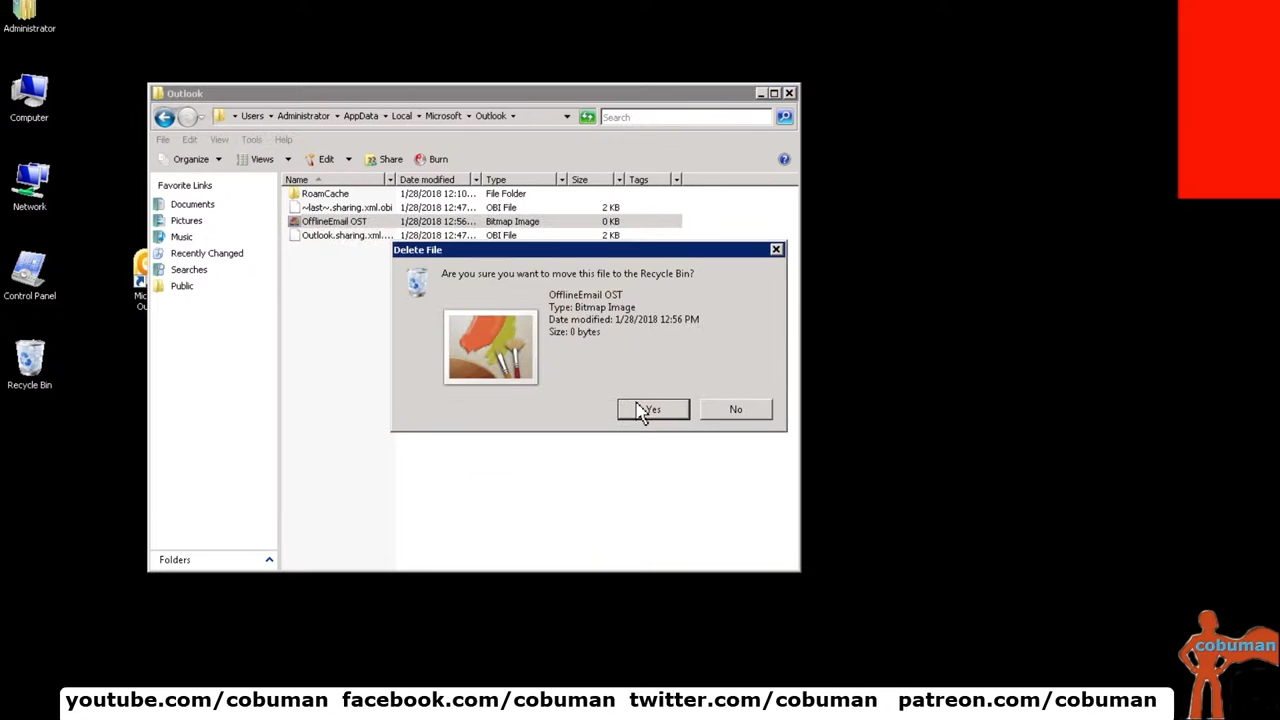 Administrator
Computer
Network
Control Panel
Recycle Bin
Outlook
Users Administrator AppData Local Microsoft Outlook
Search
File Edit View Tools Help
Organize Views Edit Share Burn
Favorite Links
Documents
Pictures
Music
Recently Changed
Searches
Public
Folders
Name Date modified Type Size Tags
RoamCache 1/28/2018 12:10... File Folder
~last~.sharing.xml.obi 1/28/2018 12:47... OBI File 2 KB
OfflineEmail OST 1/28/2018 12:56... Bitmap Image 0 KB
Outlook.sharing.xml.... 1/28/2018 12:47... OBI File 2 KB
Delete File
Are you sure you want to move this file to the Recycle Bin?
OfflineEmail OST
Type: Bitmap Image
Date modified: 1/28/2018 12:56 PM
Size: 0 bytes
Yes No
cobuman
youtube.com/cobuman facebook.com/cobuman twitter.com/cobuman patreon.com/cobuman